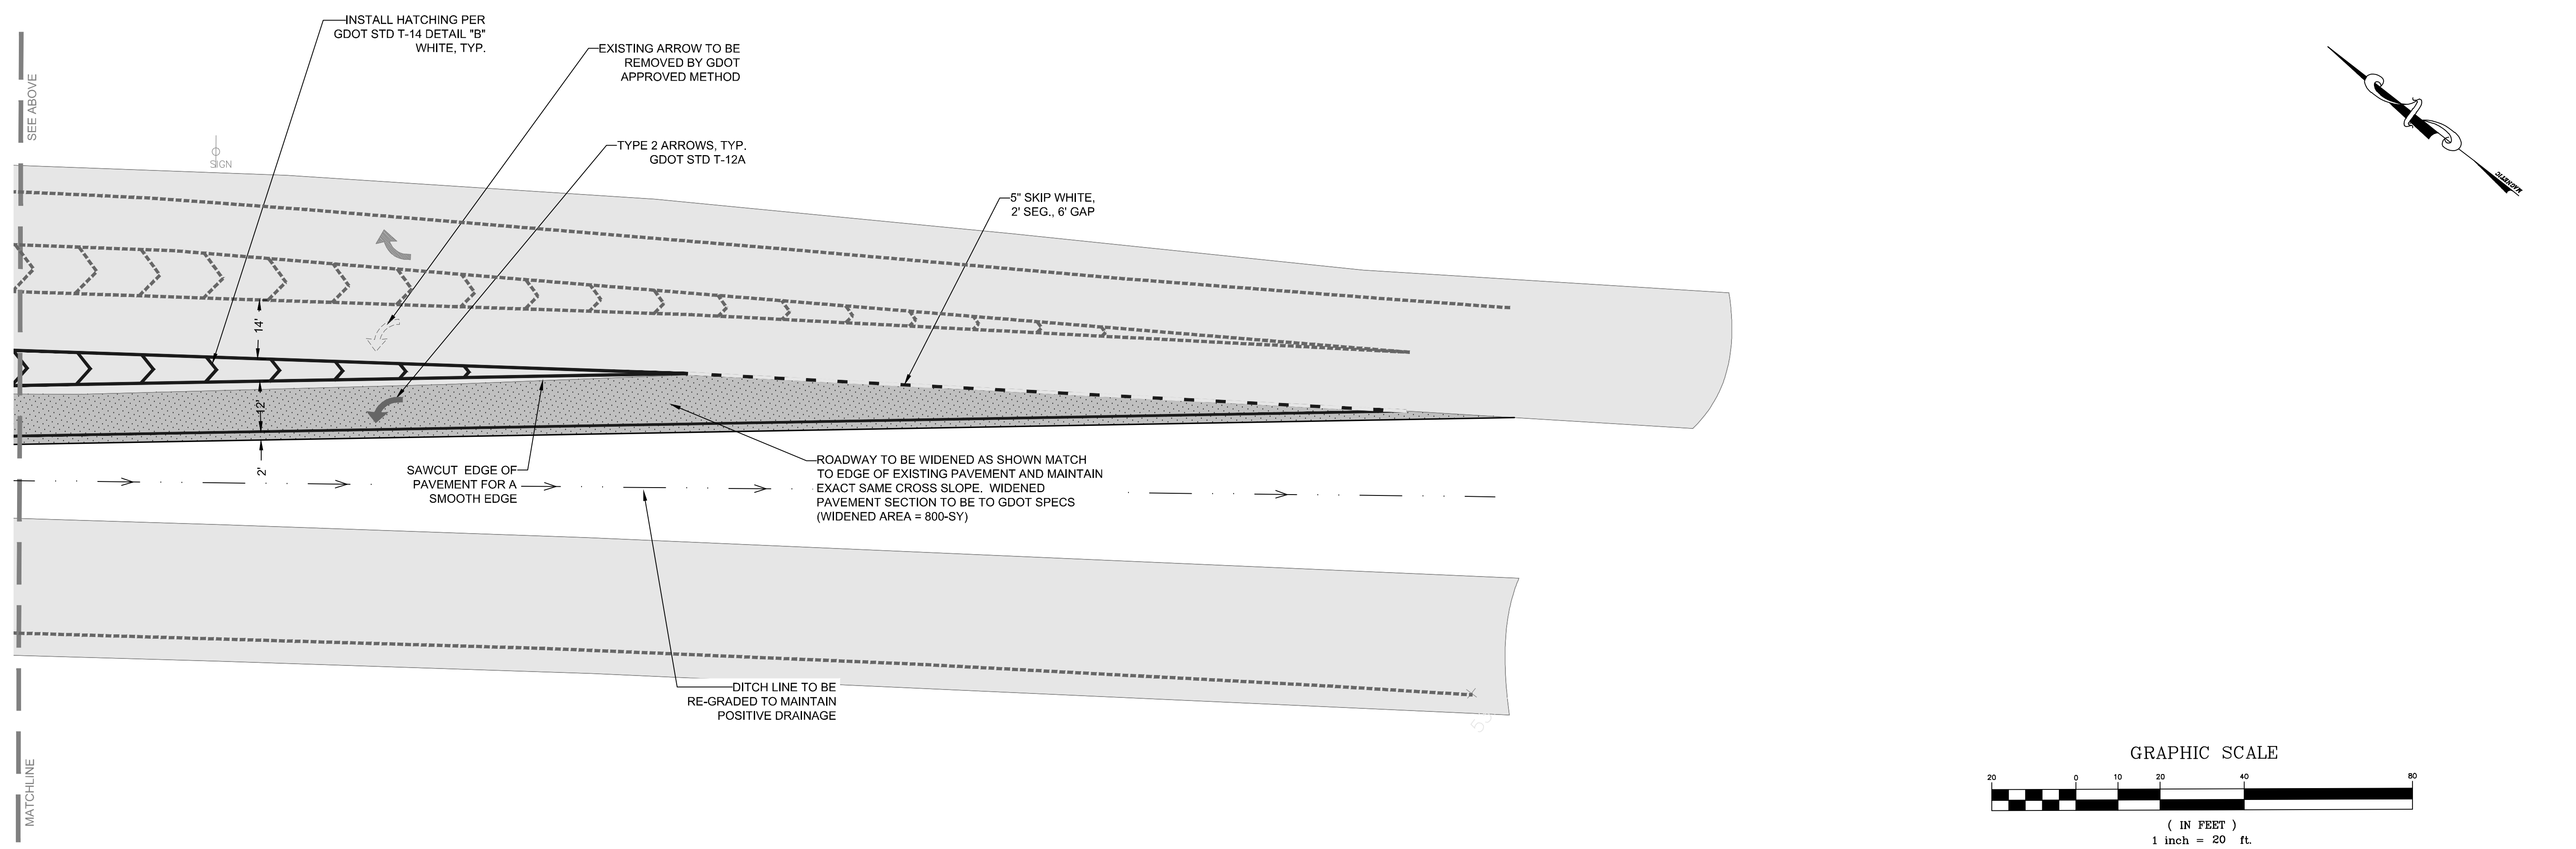 INSTALL HATCHING PER
GDOT STD T-14 DETAIL "B"
WHITE, TYP.
EXISTING ARROW TO BE
REMOVED BY GDOT
APPROVED METHOD
SEE ABOVE
TYPE 2 ARROWS, TYP.
GDOT STD T-12A
SIGN
MAGNETIC
5" SKIP WHITE,
2' SEG., 6' GAP
14'
12'
2'
SAWCUT EDGE OF
PAVEMENT FOR A
SMOOTH EDGE
ROADWAY TO BE WIDENED AS SHOWN MATCH
TO EDGE OF EXISTING PAVEMENT AND MAINTAIN
EXACT SAME CROSS SLOPE. WIDENED
PAVEMENT SECTION TO BE TO GDOT SPECS
(WIDENED AREA = 800-SY)
DITCH LINE TO BE
RE-GRADED TO MAINTAIN
POSITIVE DRAINAGE
MATCHLINE
GRAPHIC SCALE
20 0 10 20 40 80
( IN FEET )
1 inch = 20 ft.